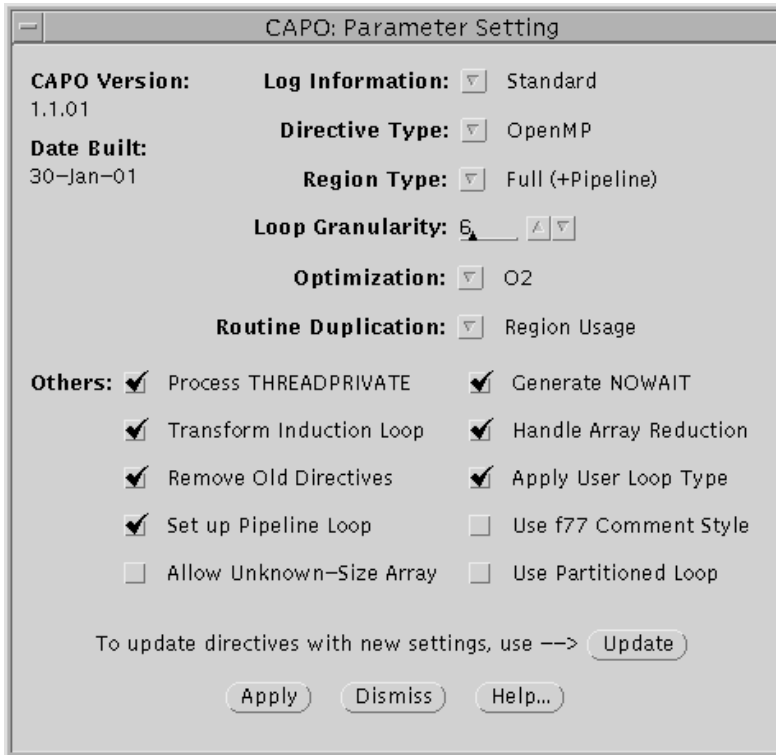 CAPO: Parameter Setting
CAPO Version:
1.1.01
Date Built:
30-Jan-01
Log Information: Standard
Directive Type: OpenMP
Region Type: Full (+Pipeline)
Loop Granularity: 6
Optimization: O2
Routine Duplication: Region Usage
Others: Process THREADPRIVATE Generate NOWAIT
Transform Induction Loop Handle Array Reduction
Remove Old Directives Apply User Loop Type
Set up Pipeline Loop Use f77 Comment Style
Allow Unknown-Size Array Use Partitioned Loop
To update directives with new settings, use --> Update
Apply Dismiss Help...